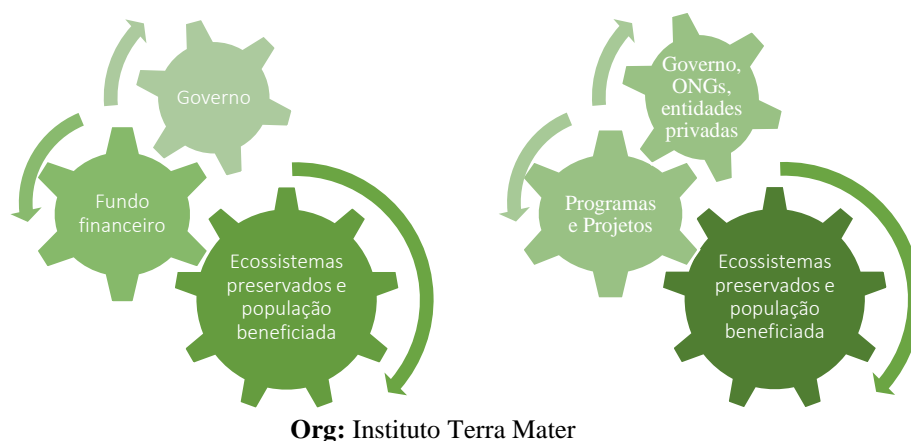 Governo
Fundo
financeiro
Ecossistemas
preservados e
população
beneficiada
Governo,
ONGs,
entidades
privadas
Programas
e Projetos
Ecossistemas
preservados e
população
beneficiada
Org: Instituto Terra Mater